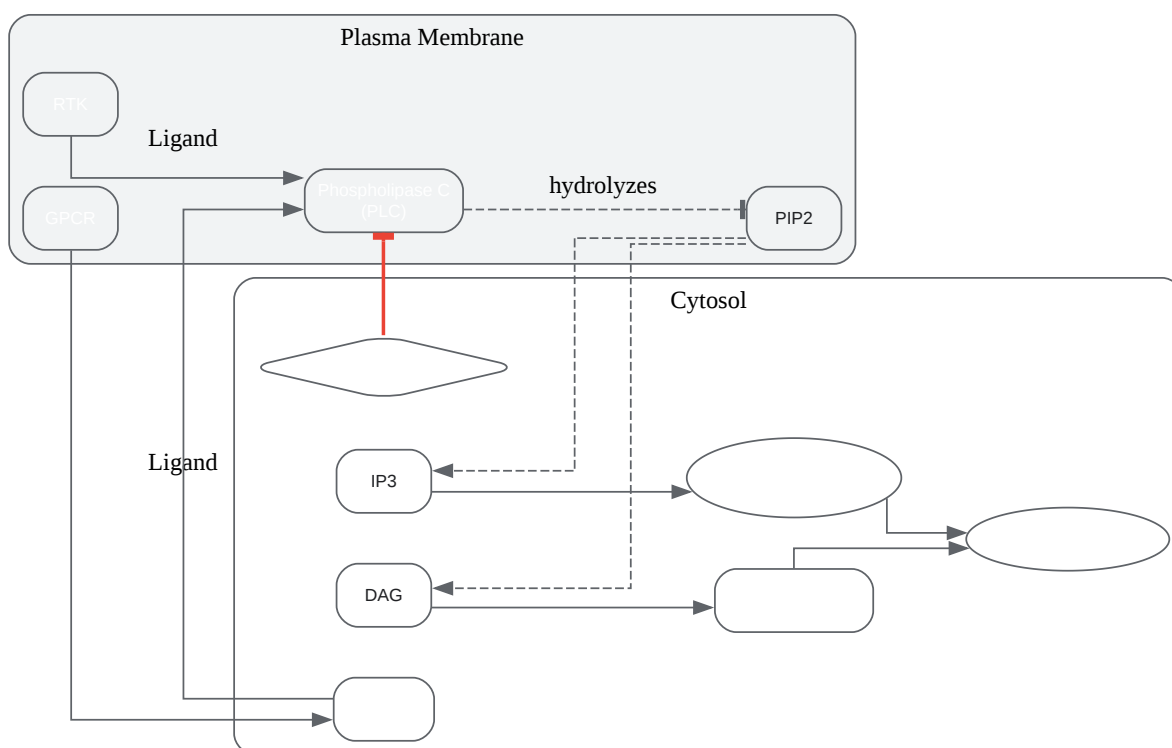 Plasma Membrane
RTK
Ligand
Phospholipase C
(PLC)
hydrolyzes
GPCR
PIP2
Cytosol
Ligand
IP3
DAG